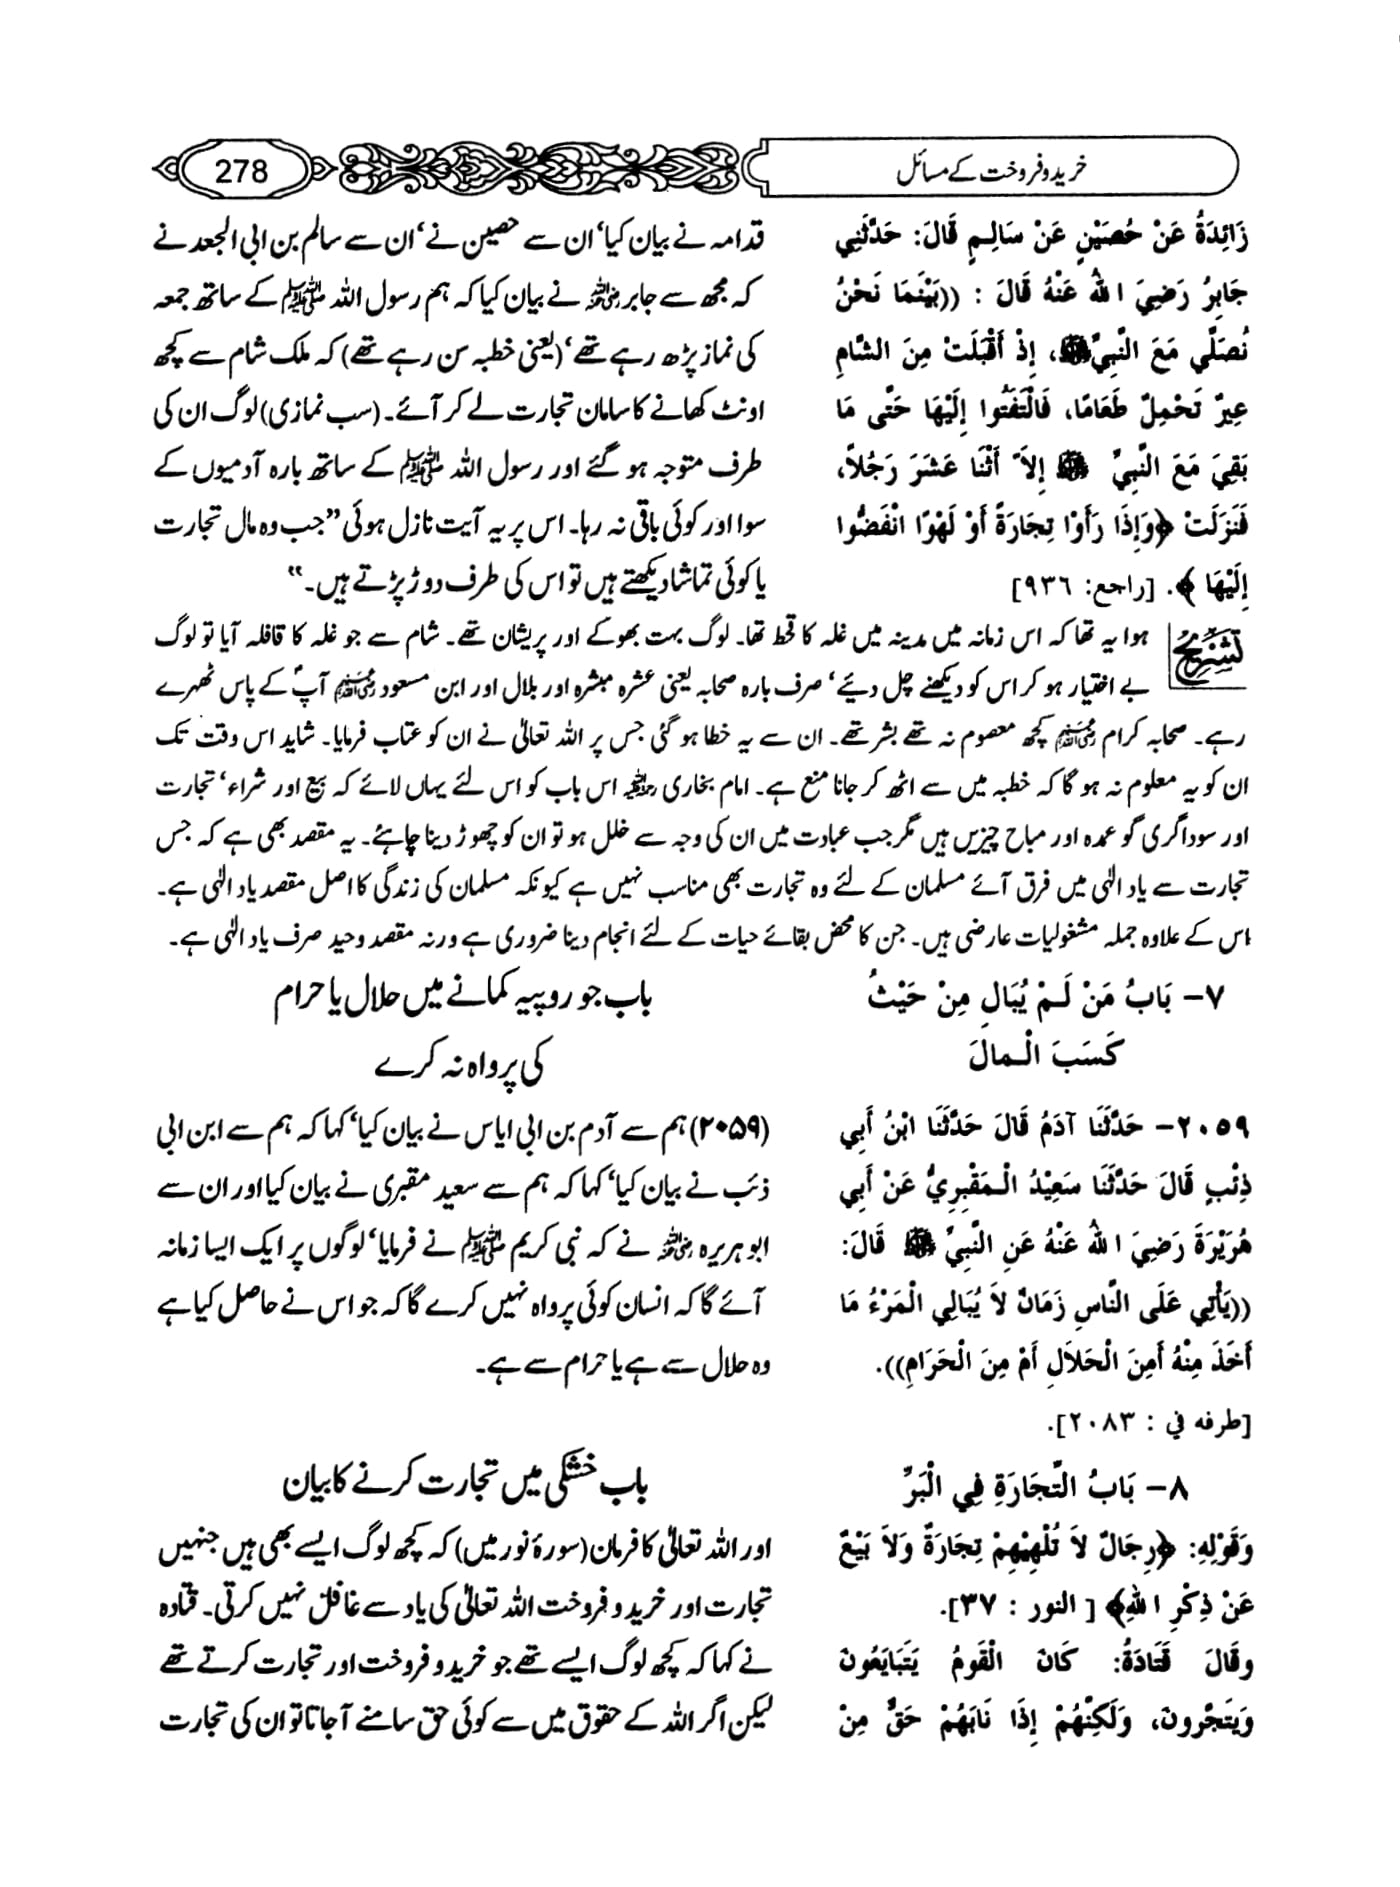 خرید و فروخت کے مسائل
278
زَائِدَةُ عَنْ حُصَيْنٍ عَنْ سَالِمٍ قَالَ: حَدَّثَنِي
جَابِرُ رَضِيَ اللهُ عَنْهُ قَالَ : ((بَيْنَمَا نَحْنُ
نُصَلِّي مَعَ النَّبِيِّ ﷺ، إِذْ أَقْبَلَتْ مِنَ الشَّامِ
عِيرٌ تَحْمِلُ طَعَامًا، فَالْتَفَتُوا إِلَيْهَا حَتَّى مَا
بَقِيَ مَعَ النَّبِيِّ ﷺ إِلاَّ اثْنَا عَشَرَ رَجُلاً،
فَنَزَلَتْ ﴿وَإِذَا رَأَوْا تِجَارَةً أَوْ لَهْوًا انْفَضُّوا
إِلَيْهَا﴾. [راجع: ٩٣٦]
قدامہ نے بیان کیا‘ ان سے حصین نے‘ ان سے سالم بن ابی الجعد نے
کہ مجھ سے جابر رضی اللہ عنہ نے بیان کیا کہ ہم رسول اللہ ﷺ کے ساتھ جمعہ
کی نماز پڑھ رہے تھے‘ (یعنی خطبہ سن رہے تھے) کہ ملک شام سے کچھ
اونٹ کھانے کا سامان تجارت لے کر آئے۔ (سب نمازی) لوگ ان کی
طرف متوجہ ہو گئے اور رسول اللہ ﷺ کے ساتھ بارہ آدمیوں کے
سوا اور کوئی باقی نہ رہا۔ اس پر یہ آیت نازل ہوئی ”جب وہ مال تجارت
یا کوئی تماشا دیکھتے ہیں تو اس کی طرف دوڑ پڑتے ہیں۔“
تشریح ہوا یہ تھا کہ اس زمانہ میں مدینہ میں غلہ کا قحط تھا۔ لوگ بہت بھوکے اور پریشان تھے۔ شام سے جو غلہ کا قافلہ آیا تو لوگ
بے اختیار ہو کر اس کو دیکھنے چل دیئے‘ صرف بارہ صحابہ یعنی عشرہ مبشرہ اور بلال اور ابن مسعود رضی اللہ عنہم آپؐ کے پاس ٹھہرے
رہے۔ صحابہ کرام رضی اللہ عنہم کچھ معصوم نہ تھے بشر تھے۔ ان سے یہ خطا ہو گئی جس پر اللہ تعالیٰ نے ان کو عتاب فرمایا۔ شاید اس وقت تک
ان کو یہ معلوم نہ ہو گا کہ خطبہ میں سے اٹھ کر جانا منع ہے۔ امام بخاری رحمہ اللہ اس باب کو اس لئے یہاں لائے کہ بیع اور شراء‘ تجارت
اور سوداگری گو عمدہ اور مباح چیزیں ہیں مگر جب عبادت میں ان کی وجہ سے خلل ہو تو ان کو چھوڑ دینا چاہئے۔ یہ مقصد بھی ہے کہ جس
تجارت سے یاد الٰہی میں فرق آئے مسلمان کے لئے وہ تجارت بھی مناسب نہیں ہے کیونکہ مسلمان کی زندگی کا اصل مقصد یاد الٰہی ہے۔
اس کے علاوہ جملہ مشغولیات عارضی ہیں۔ جن کا محض بقائے حیات کے لئے انجام دینا ضروری ہے ورنہ مقصد وحید صرف یاد الٰہی ہے۔
٧- بَابُ مَنْ لَمْ يُبَالِ مِنْ حَيْثُ
كَسَبَ الْمَالَ
باب جو روپیہ کمانے میں حلال یا حرام
کی پرواہ نہ کرے
٢٠٥٩- حَدَّثَنَا آدَمُ قَالَ حَدَّثَنَا ابْنُ أَبِي
ذِئْبٍ قَالَ حَدَّثَنَا سَعِيْدُ الْمَقْبِرِيُّ عَنْ أَبِي
هُرَيْرَةَ رَضِيَ اللهُ عَنْهُ عَنِ النَّبِيِّ ﷺ قَالَ:
((يَأْتِي عَلَى النَّاسِ زَمَانٌ لاَ يُبَالِي الْمَرْءُ مَا
أَخَذَ مِنْهُ أَمِنَ الْحَلاَلِ أَمْ مِنَ الْحَرَامِ)).
[طرفه في : ٢٠٨٣].
(۲۰۵۹) ہم سے آدم بن ابی ایاس نے بیان کیا‘ کہا کہ ہم سے ابن ابی
ذئب نے بیان کیا‘ کہا کہ ہم سے سعید مقبری نے بیان کیا اور ان سے
ابو ہریرہ رضی اللہ عنہ نے کہ نبی کریم ﷺ نے فرمایا‘ لوگوں پر ایک ایسا زمانہ
آئے گا کہ انسان کوئی پرواہ نہیں کرے گا کہ جو اس نے حاصل کیا ہے
وہ حلال سے ہے یا حرام سے ہے۔
٨- بَابُ التِّجَارَةِ فِي الْبَرِّ
باب خشکی میں تجارت کرنے کا بیان
وَقَوْلِهِ: ﴿رِجَالٌ لاَ تُلْهِيْهِمْ تِجَارَةٌ وَلاَ بَيْعٌ
عَنْ ذِكْرِ اللهِ﴾ [ النور : ٣٧].
وقَالَ قَتَادَةُ: كَانَ الْقَوْمُ يَتَبَايَعُونَ
وَيَتَجَّرونَ، وَلَكِنَّهُمْ إِذَا نَابَهُمْ حَقٌّ مِنْ
اور اللہ تعالیٰ کا فرمان (سورۂ نور میں) کہ کچھ لوگ ایسے بھی ہیں جنہیں
تجارت اور خرید و فروخت اللہ تعالیٰ کی یاد سے غافل نہیں کرتی۔ قتادہ
نے کہا کہ کچھ لوگ ایسے تھے جو خرید و فروخت اور تجارت کرتے تھے
لیکن اگر اللہ کے حقوق میں سے کوئی حق سامنے آ جاتا تو ان کی تجارت